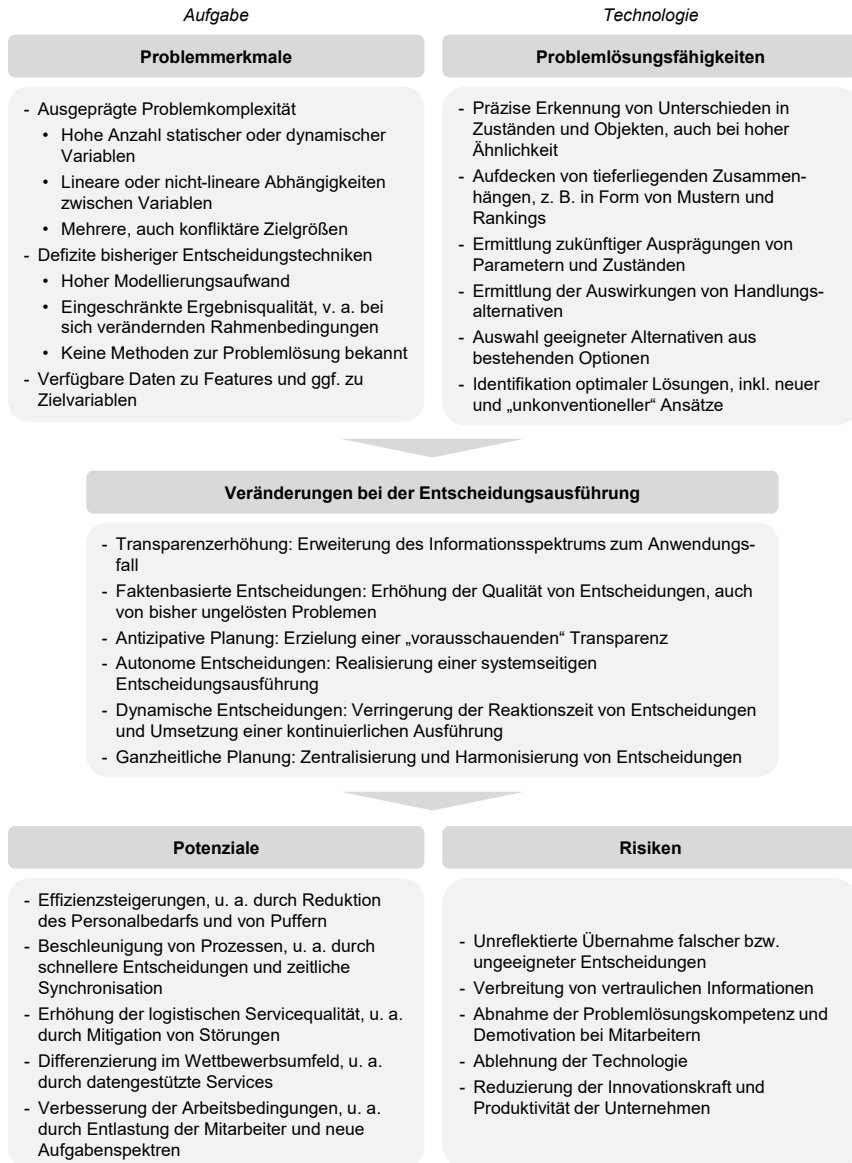 Aufgabe
Technologie
Problemmerkmale
- Ausgeprägte Problemkomplexität
• Hohe Anzahl statischer oder dynamischer
Variablen
• Lineare oder nicht-lineare Abhängigkeiten
zwischen Variablen
• Mehrere, auch konfliktäre Zielgrößen
- Defizite bisheriger Entscheidungstechniken
• Hoher Modellierungsaufwand
• Eingeschränkte Ergebnisqualität, v. a. bei
sich verändernden Rahmenbedingungen
• Keine Methoden zur Problemlösung bekannt
- Verfügbare Daten zu Features und ggf. zu
Zielvariablen
Problemlösungsfähigkeiten
- Präzise Erkennung von Unterschieden in
Zuständen und Objekten, auch bei hoher
Ähnlichkeit
- Aufdecken von tieferliegenden Zusammen-
hängen, z. B. in Form von Mustern und
Rankings
- Ermittlung zukünftiger Ausprägungen von
Parametern und Zuständen
- Ermittlung der Auswirkungen von Handlungs-
alternativen
- Auswahl geeigneter Alternativen aus
bestehenden Optionen
- Identifikation optimaler Lösungen, inkl. neuer
und „unkonventioneller“ Ansätze
Veränderungen bei der Entscheidungsausführung
- Transparenzerhöhung: Erweiterung des Informationsspektrums zum Anwendungs-
fall
- Faktenbasierte Entscheidungen: Erhöhung der Qualität von Entscheidungen, auch
von bisher ungelösten Problemen
- Antizipative Planung: Erzielung einer „vorausschauenden“ Transparenz
- Autonome Entscheidungen: Realisierung einer systemseitigen
Entscheidungsausführung
- Dynamische Entscheidungen: Verringerung der Reaktionszeit von Entscheidungen
und Umsetzung einer kontinuierlichen Ausführung
- Ganzheitliche Planung: Zentralisierung und Harmonisierung von Entscheidungen
Potenziale
- Effizienzsteigerungen, u. a. durch Reduktion
des Personalbedarfs und von Puffern
- Beschleunigung von Prozessen, u. a. durch
schnellere Entscheidungen und zeitliche
Synchronisation
- Erhöhung der logistischen Servicequalität, u. a.
durch Mitigation von Störungen
- Differenzierung im Wettbewerbsumfeld, u. a.
durch datengestützte Services
- Verbesserung der Arbeitsbedingungen, u. a.
durch Entlastung der Mitarbeiter und neue
Aufgabenspektren
Risiken
- Unreflektierte Übernahme falscher bzw.
ungeeigneter Entscheidungen
- Verbreitung von vertraulichen Informationen
- Abnahme der Problemlösungskompetenz und
Demotivation bei Mitarbeitern
- Ablehnung der Technologie
- Reduzierung der Innovationskraft und
Produktivität der Unternehmen